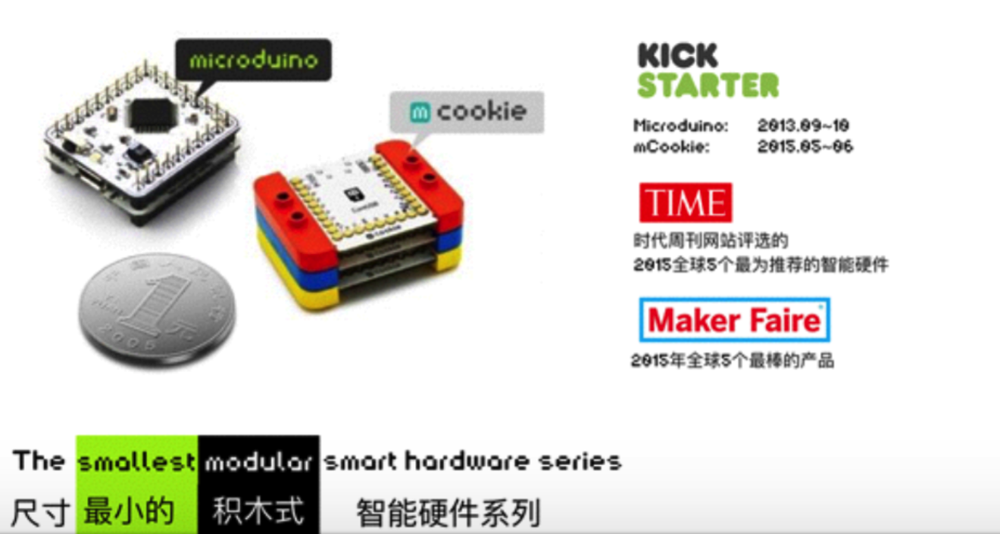 microduino
m cookie
KICK
STARTER
Microduino: 2013.09~10
mCookie: 2015.05~06
TIME
时代周刊网站评选的
2015全球5个最为推荐的智能硬件
Maker Faire
2015年全球5个最棒的产品
1元
2005
The smallest modular smart hardware series
尺寸 最小的 积木式 智能硬件系列